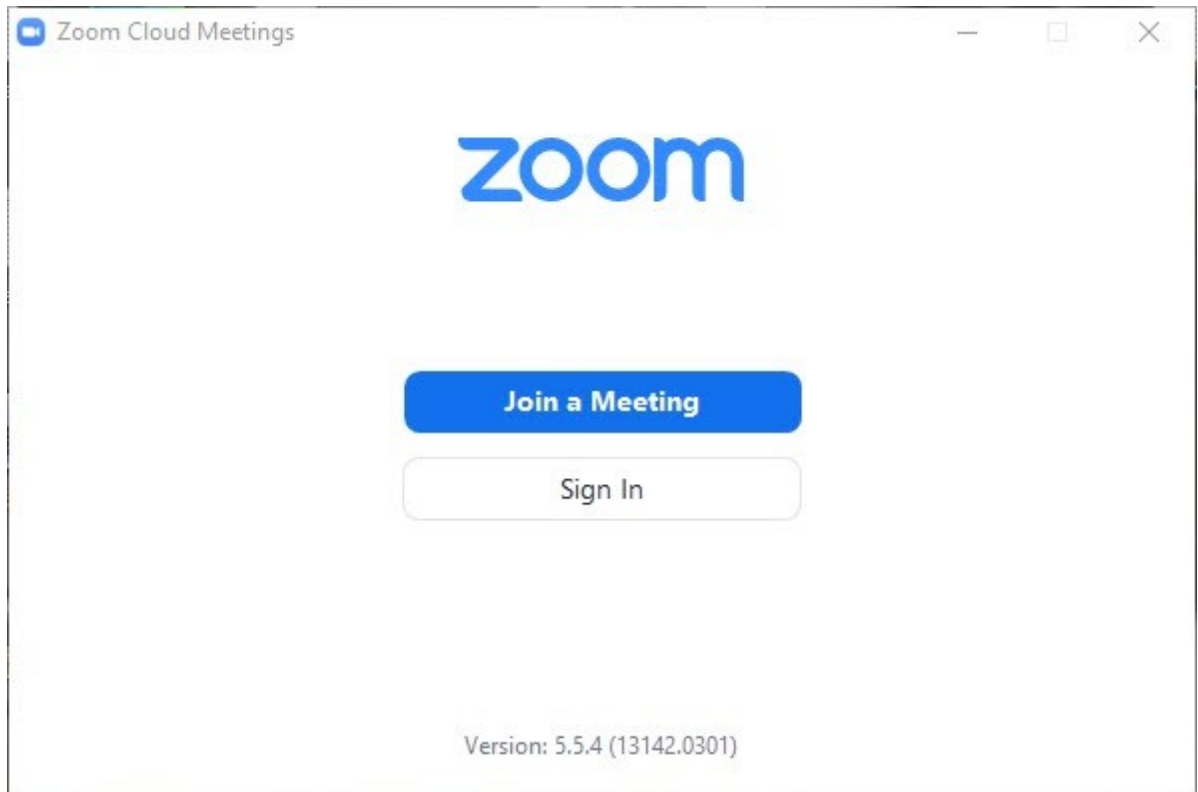 Zoom Cloud Meetings
zoom
Join a Meeting
Sign In
Version: 5.5.4 (13142.0301)